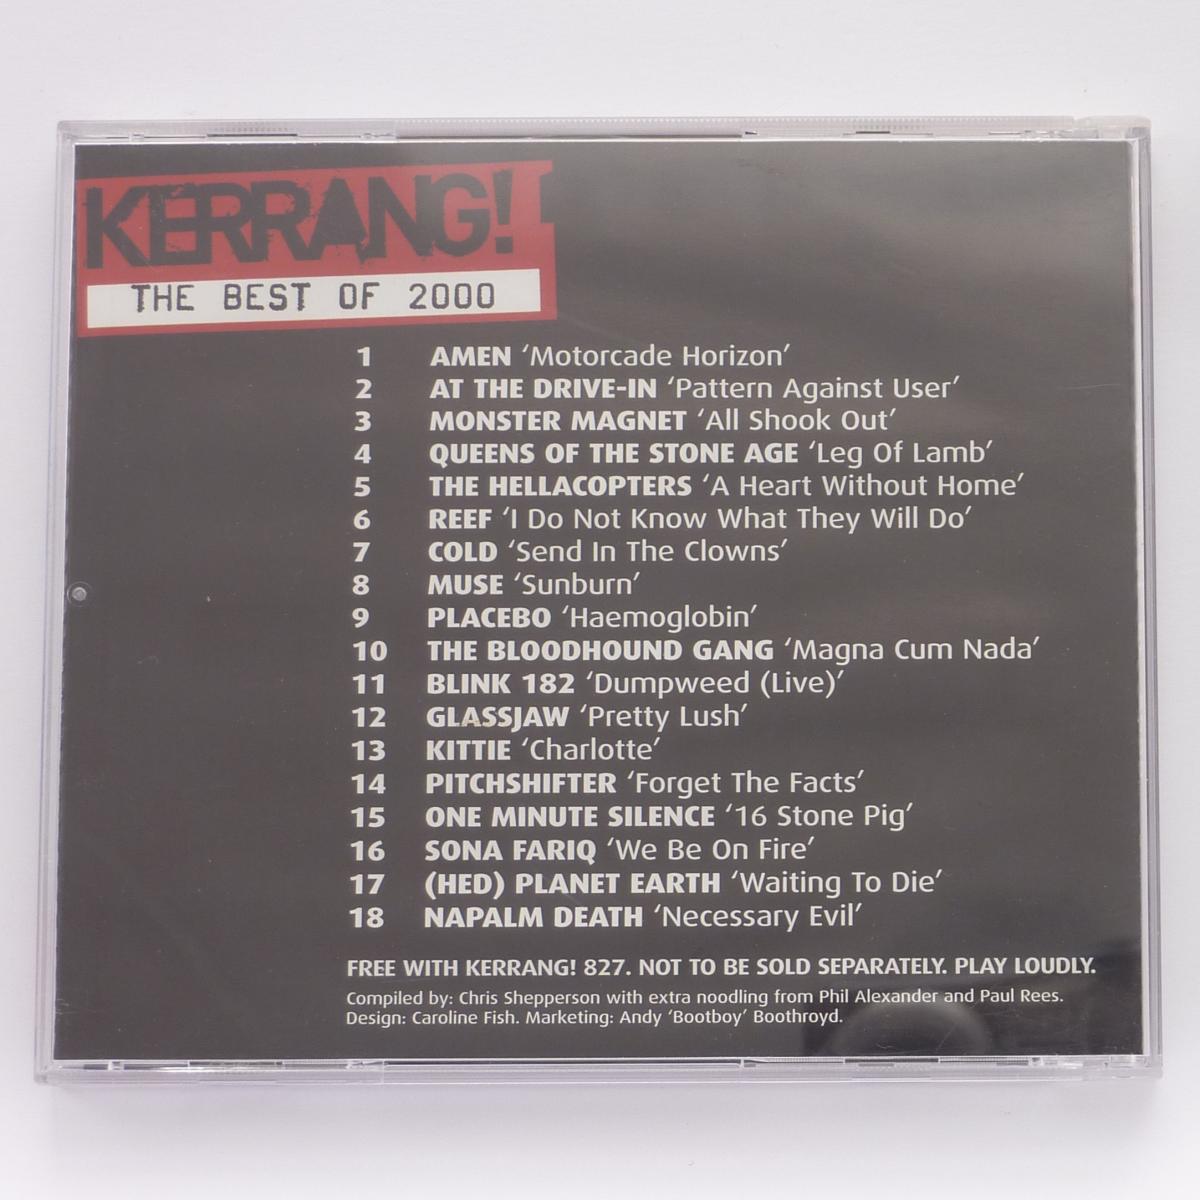 KERRANG!
THE BEST OF 2000
1 AMEN ‘Motorcade Horizon’
2 AT THE DRIVE-IN ‘Pattern Against User’
3 MONSTER MAGNET ‘All Shook Out’
4 QUEENS OF THE STONE AGE ‘Leg Of Lamb’
5 THE HELLACOPTERS ‘A Heart Without Home’
6 REEF ‘I Do Not Know What They Will Do’
7 COLD ‘Send In The Clowns’
8 MUSE ‘Sunburn’
9 PLACEBO ‘Haemoglobin’
10 THE BLOODHOUND GANG ‘Magna Cum Nada’
11 BLINK 182 ‘Dumpweed (Live)’
12 GLASSJAW ‘Pretty Lush’
13 KITTIE ‘Charlotte’
14 PITCHSHIFTER ‘Forget The Facts’
15 ONE MINUTE SILENCE ‘16 Stone Pig’
16 SONA FARIQ ‘We Be On Fire’
17 (HED) PLANET EARTH ‘Waiting To Die’
18 NAPALM DEATH ‘Necessary Evil’
FREE WITH KERRANG! 827. NOT TO BE SOLD SEPARATELY. PLAY LOUDLY.
Compiled by: Chris Shepperson with extra noodling from Phil Alexander and Paul Rees.
Design: Caroline Fish. Marketing: Andy ‘Bootboy’ Boothroyd.